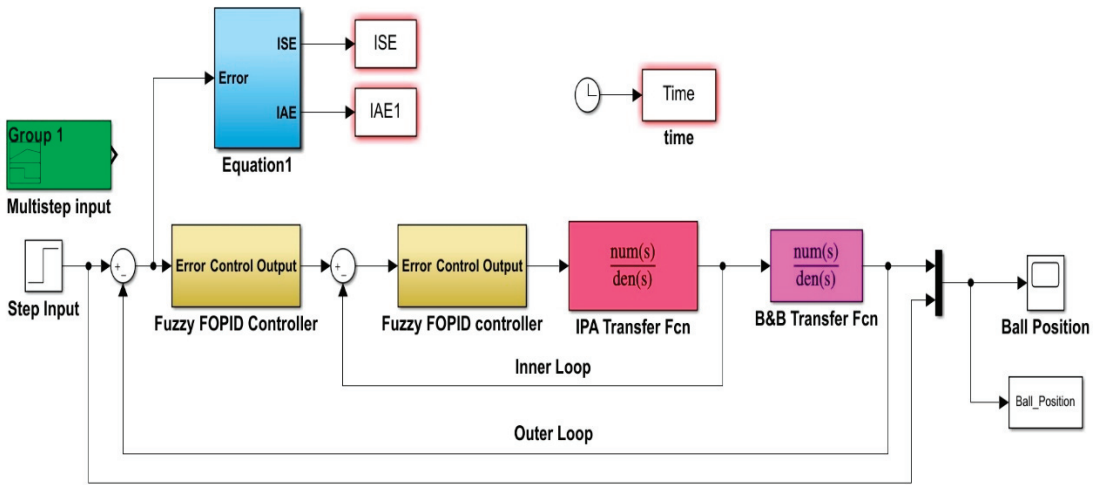 ISE
ISE
Error
IAE
IAE1
Equation1
Time
time
Group 1
Multistep input
Step Input
+
−
Error Control Output
Fuzzy FOPID Controller
+
−
Error Control Output
Fuzzy FOPID controller
num(s)
den(s)
IPA Transfer Fcn
num(s)
den(s)
B&B Transfer Fcn
Ball Position
Ball_Position
Inner Loop
Outer Loop